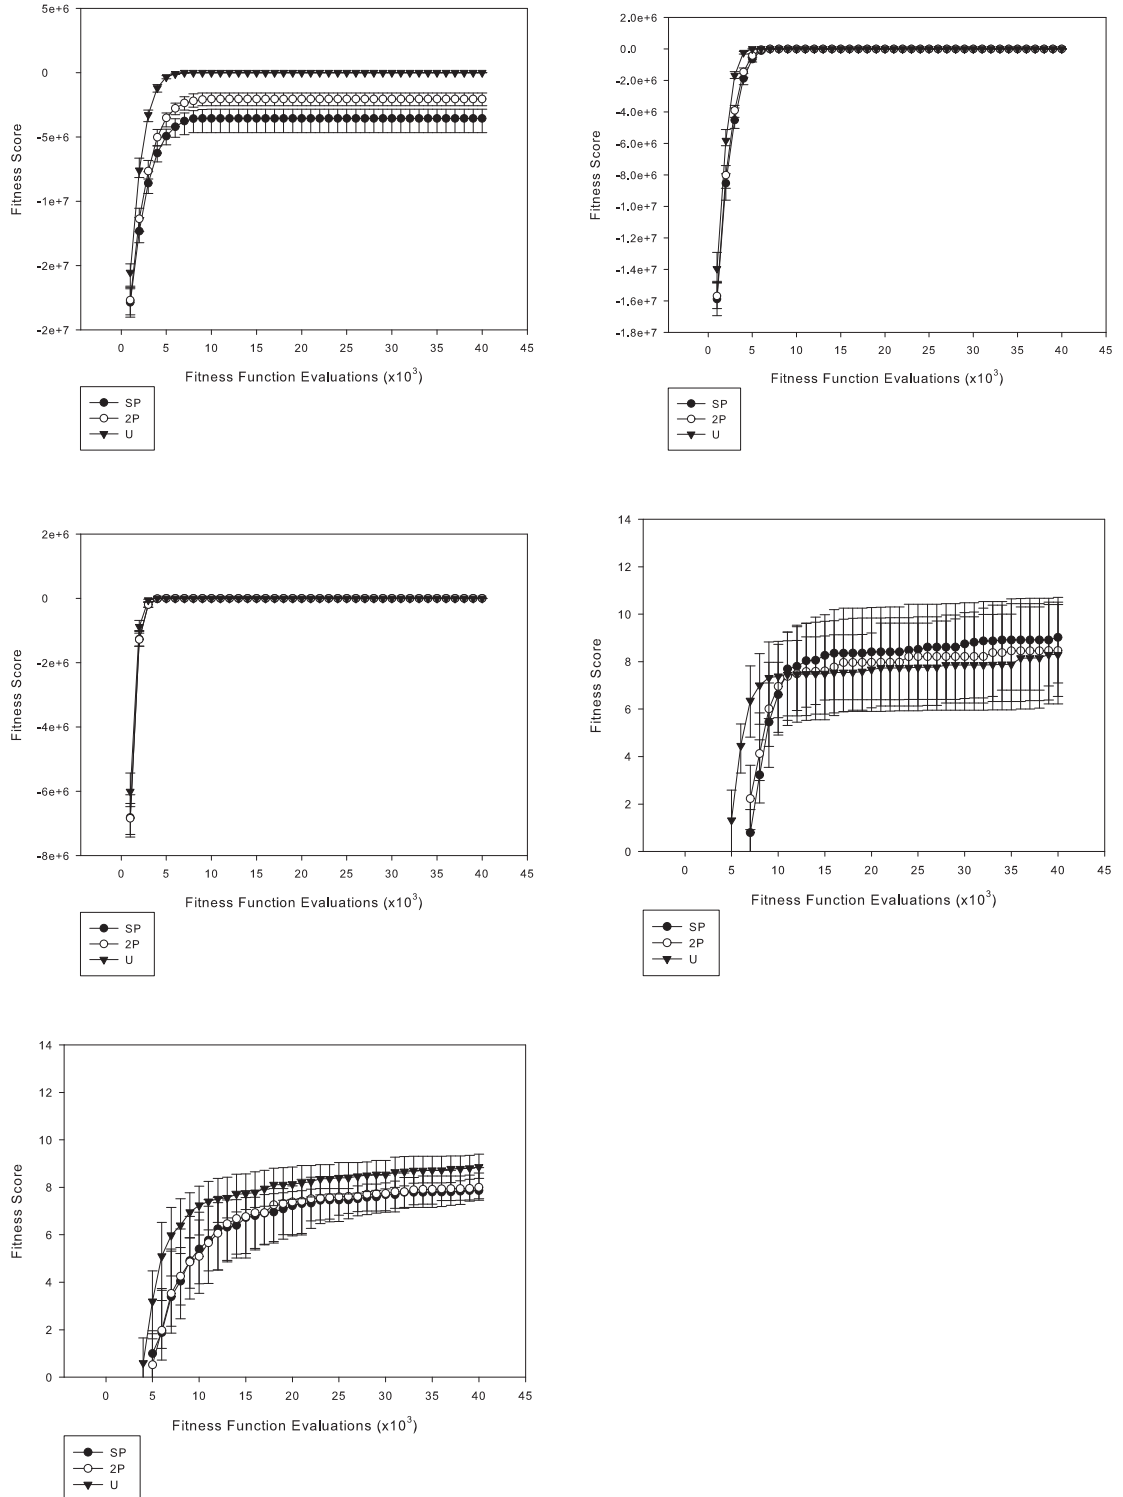 5e+6
0
-5e+6
-1e+7
-2e+7
-2e+7
Fitness Score
0 5 10 15 20 25 30 35 40 45
Fitness Function Evaluations (x10³)
SP
2P
U
2.0e+6
0.0
-2.0e+6
-4.0e+6
-6.0e+6
-8.0e+6
-1.0e+7
-1.2e+7
-1.4e+7
-1.6e+7
-1.8e+7
Fitness Score
0 5 10 15 20 25 30 35 40 45
Fitness Function Evaluations (x10³)
SP
2P
U
2e+6
0
-2e+6
-4e+6
-6e+6
-8e+6
Fitness Score
0 5 10 15 20 25 30 35 40 45
Fitness Function Evaluations (x10³)
SP
2P
U
14
12
10
8
6
4
2
0
Fitness Score
0 5 10 15 20 25 30 35 40 45
Fitness Function Evaluations (x10³)
SP
2P
U
14
12
10
8
6
4
2
0
Fitness Score
0 5 10 15 20 25 30 35 40 45
Fitness Function Evaluations (x10³)
SP
2P
U